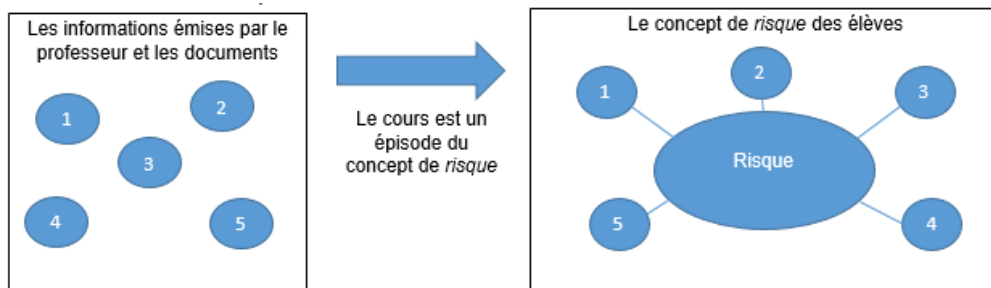 Les informations émises par le
professeur et les documents
1
2
3
4
5
Le cours est un
épisode du
concept de risque
Le concept de risque des élèves
1
2
3
Risque
5
4